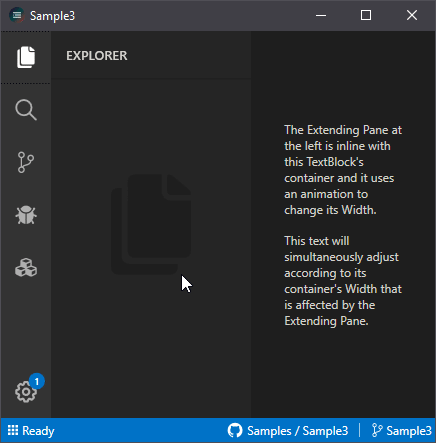 Sample3
EXPLORER
The Extending Pane at
the left is inline with
this TextBlock's
container and it uses
an animation to
change its Width.
This text will
simultaneously adjust
according to its
container's Width that
is affected by the
Extending Pane.
1
Ready
Samples / Sample3
Sample3